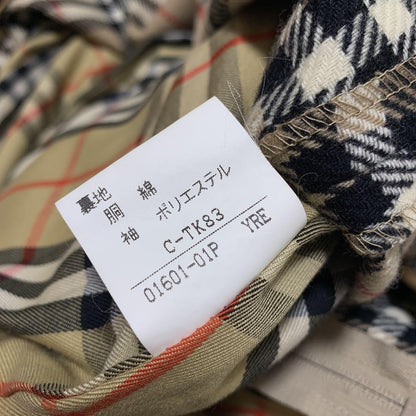 裏地
胴 綿
袖 ポリエステル
C-TK83
01601-01P YRE